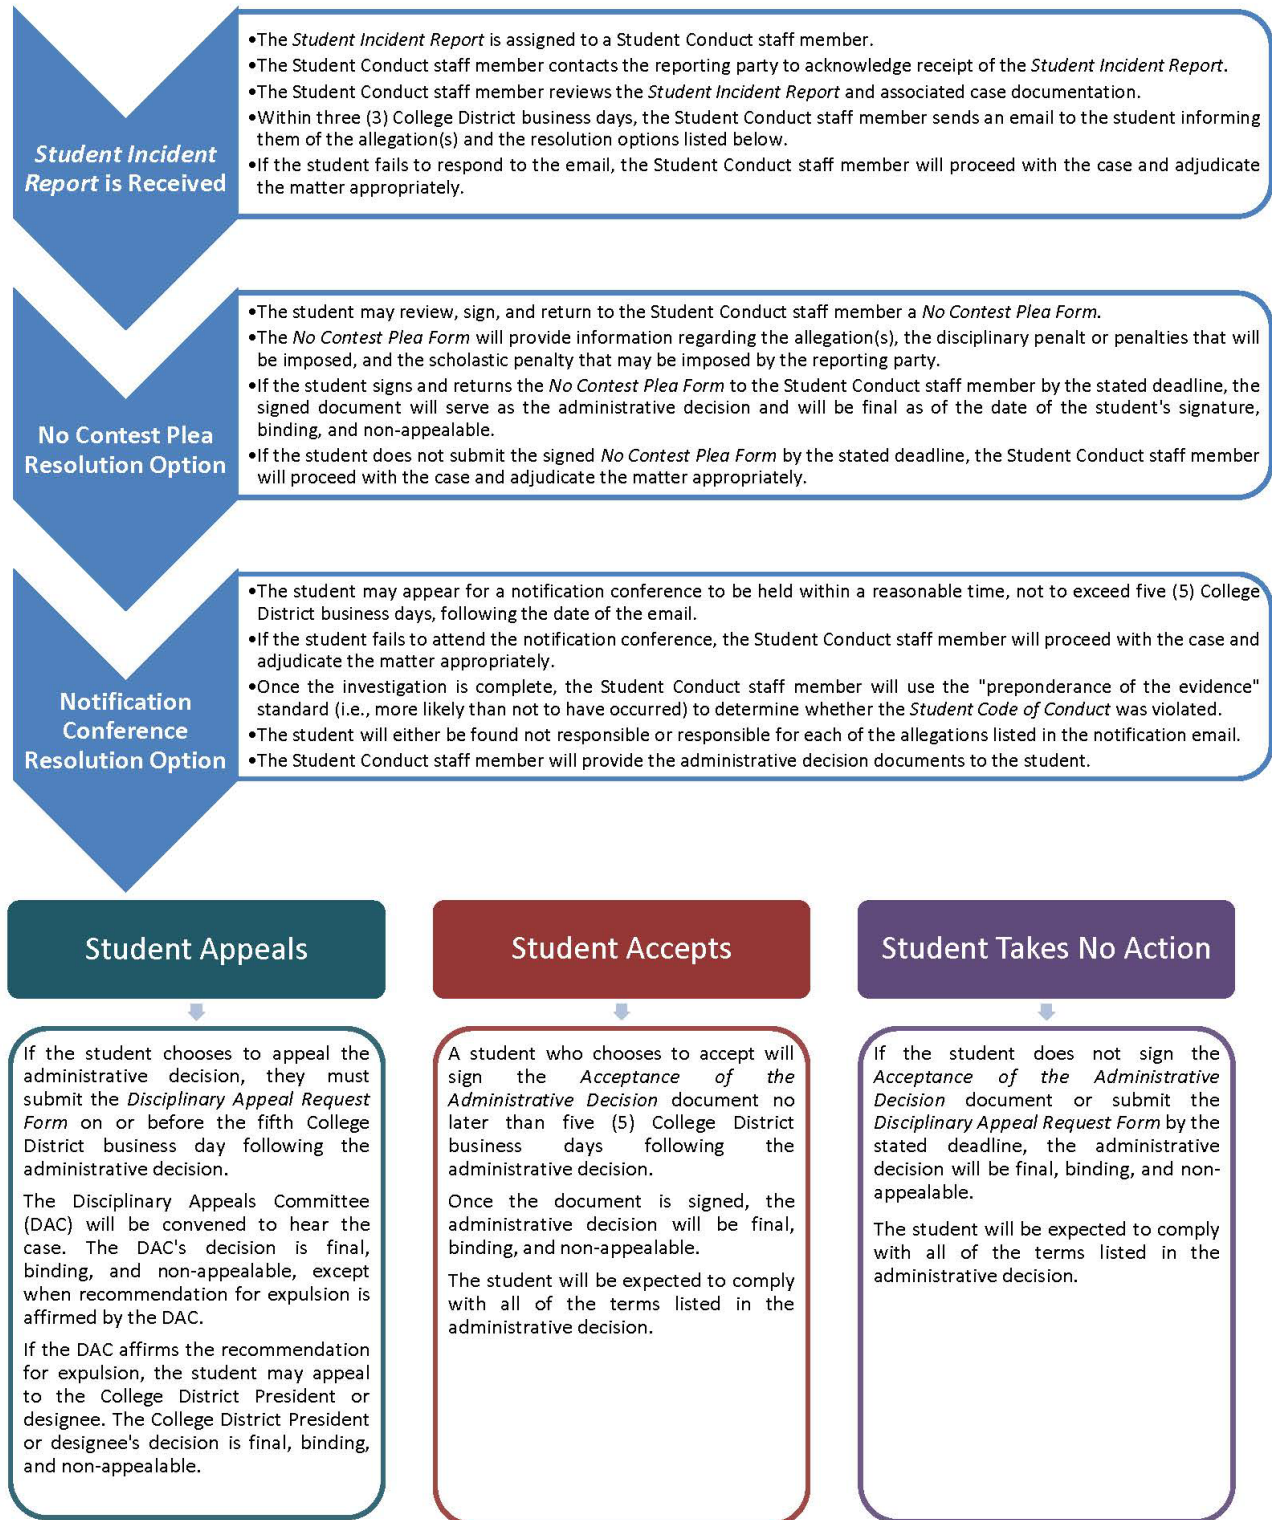 Student Incident
Report is Received
•The Student Incident Report is assigned to a Student Conduct staff member.
•The Student Conduct staff member contacts the reporting party to acknowledge receipt of the Student Incident Report.
•The Student Conduct staff member reviews the Student Incident Report and associated case documentation.
•Within three (3) College District business days, the Student Conduct staff member sends an email to the student informing
them of the allegation(s) and the resolution options listed below.
•If the student fails to respond to the email, the Student Conduct staff member will proceed with the case and adjudicate
the matter appropriately.
No Contest Plea
Resolution Option
•The student may review, sign, and return to the Student Conduct staff member a No Contest Plea Form.
•The No Contest Plea Form will provide information regarding the allegation(s), the disciplinary penalt or penalties that will
be imposed, and the scholastic penalty that may be imposed by the reporting party.
•If the student signs and returns the No Contest Plea Form to the Student Conduct staff member by the stated deadline, the
signed document will serve as the administrative decision and will be final as of the date of the student's signature,
binding, and non-appealable.
•If the student does not submit the signed No Contest Plea Form by the stated deadline, the Student Conduct staff member
will proceed with the case and adjudicate the matter appropriately.
Notification
Conference
Resolution Option
•The student may appear for a notification conference to be held within a reasonable time, not to exceed five (5) College
District business days, following the date of the email.
•If the student fails to attend the notification conference, the Student Conduct staff member will proceed with the case and
adjudicate the matter appropriately.
•Once the investigation is complete, the Student Conduct staff member will use the "preponderance of the evidence"
standard (i.e., more likely than not to have occurred) to determine whether the Student Code of Conduct was violated.
•The student will either be found not responsible or responsible for each of the allegations listed in the notification email.
•The Student Conduct staff member will provide the administrative decision documents to the student.
Student Appeals
If the student chooses to appeal the
administrative decision, they must
submit the Disciplinary Appeal Request
Form on or before the fifth College
District business day following the
administrative decision.
The Disciplinary Appeals Committee
(DAC) will be convened to hear the
case. The DAC's decision is final,
binding, and non-appealable, except
when recommendation for expulsion is
affirmed by the DAC.
If the DAC affirms the recommendation
for expulsion, the student may appeal
to the College District President or
designee. The College District President
or designee's decision is final, binding,
and non-appealable.
Student Accepts
A student who chooses to accept will
sign the Acceptance of the
Administrative Decision document no
later than five (5) College District
business days following the
administrative decision.
Once the document is signed, the
administrative decision will be final,
binding, and non-appealable.
The student will be expected to comply
with all of the terms listed in the
administrative decision.
Student Takes No Action
If the student does not sign the
Acceptance of the Administrative
Decision document or submit the
Disciplinary Appeal Request Form by the
stated deadline, the administrative
decision will be final, binding, and non-
appealable.
The student will be expected to comply
with all of the terms listed in the
administrative decision.